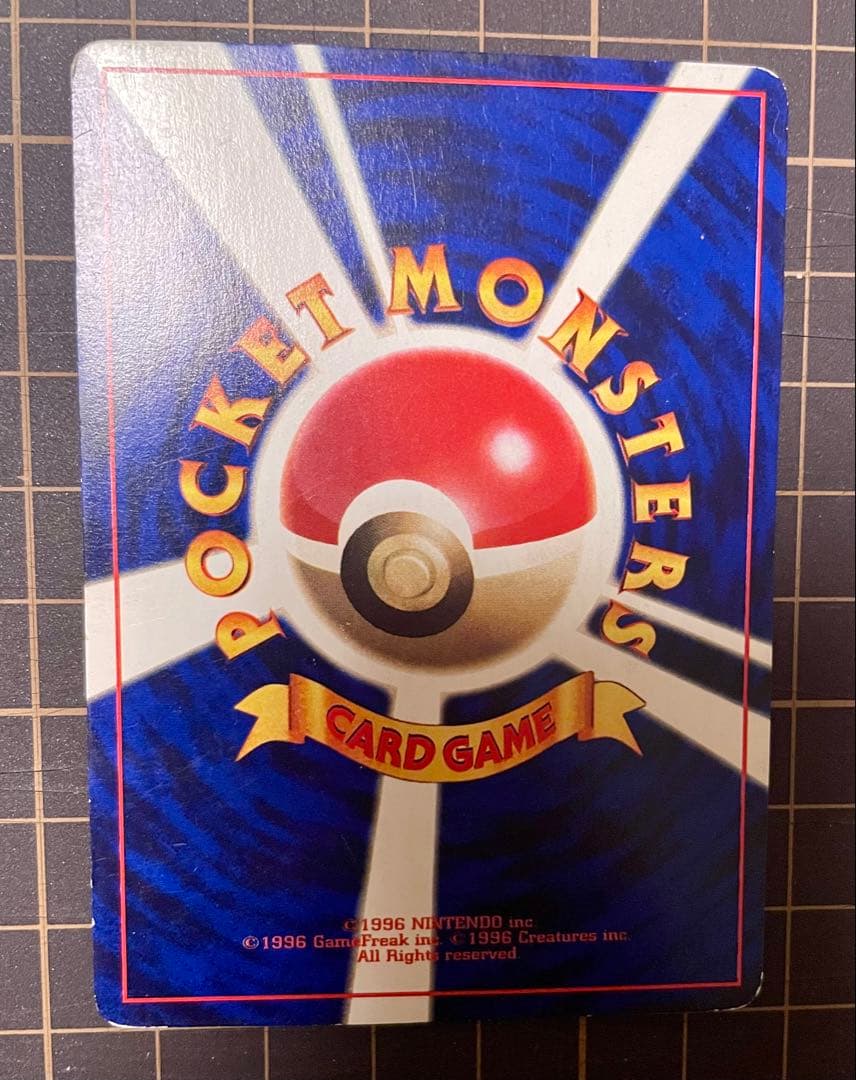 POCKET MONSTERS
CARD GAME
©1996 NINTENDO inc.
©1996 GameFreak inc. ©1996 Creatures inc.
All Rights reserved.